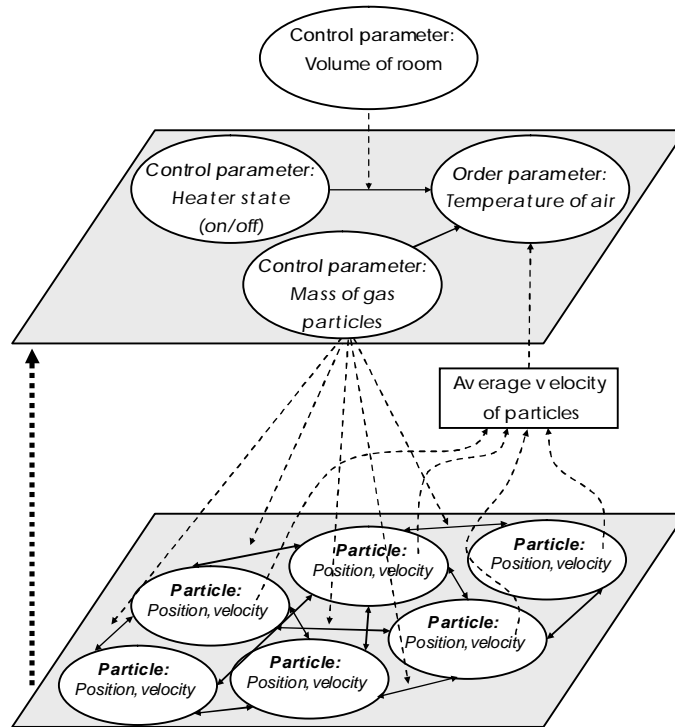 Control parameter:
Volume of room
Control parameter:
Heater state
(on/off)
Order parameter:
Temperature of air
Control parameter:
Mass of gas
particles
Average velocity
of particles
Particle:
Position, velocity
Particle:
Position, velocity
Particle:
Position, velocity
Particle:
Position, velocity
Particle:
Position, velocity
Particle:
Position, velocity